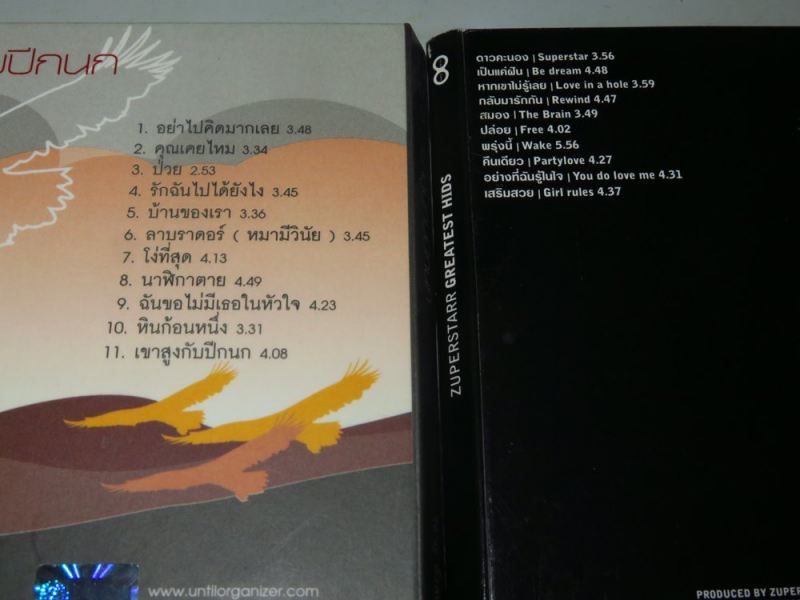 ปีกนก
1. อย่าไปคิดมากเลย 3.48
2. คุณเคยไหม 3.34
3. ป่วย 2.53
4. รักฉันไปได้ยังไง 3.45
5. บ้านของเรา 3.36
6. ลาบราดอร์ ( หมามีวินัย ) 3.45
7. โง่ที่สุด 4.13
8. นาฬิกาตาย 4.49
9. ฉันขอไม่มีเธอในหัวใจ 4.23
10. หินก้อนหนึ่ง 3.31
11. เขาสูงกับปีกนก 4.08
www.untilorganizer.com
8
ZUPERSTARR GREATEST HIDS
ดาวคะนอง | Superstar 3.56
เป็นแค่ฝัน | Be dream 4.48
หากเขาไม่รู้เลย | Love in a hole 3.59
กลับมารักกัน | Rewind 4.47
สมอง | The Brain 3.49
ปล่อย | Free 4.02
พรุ่งนี้ | Wake 5.56
คืนเดียว | Partylove 4.27
อย่างที่ฉันรู้ในใจ | You do love me 4.31
เสริมสวย | Girl rules 4.37
PRODUCED BY ZUPER